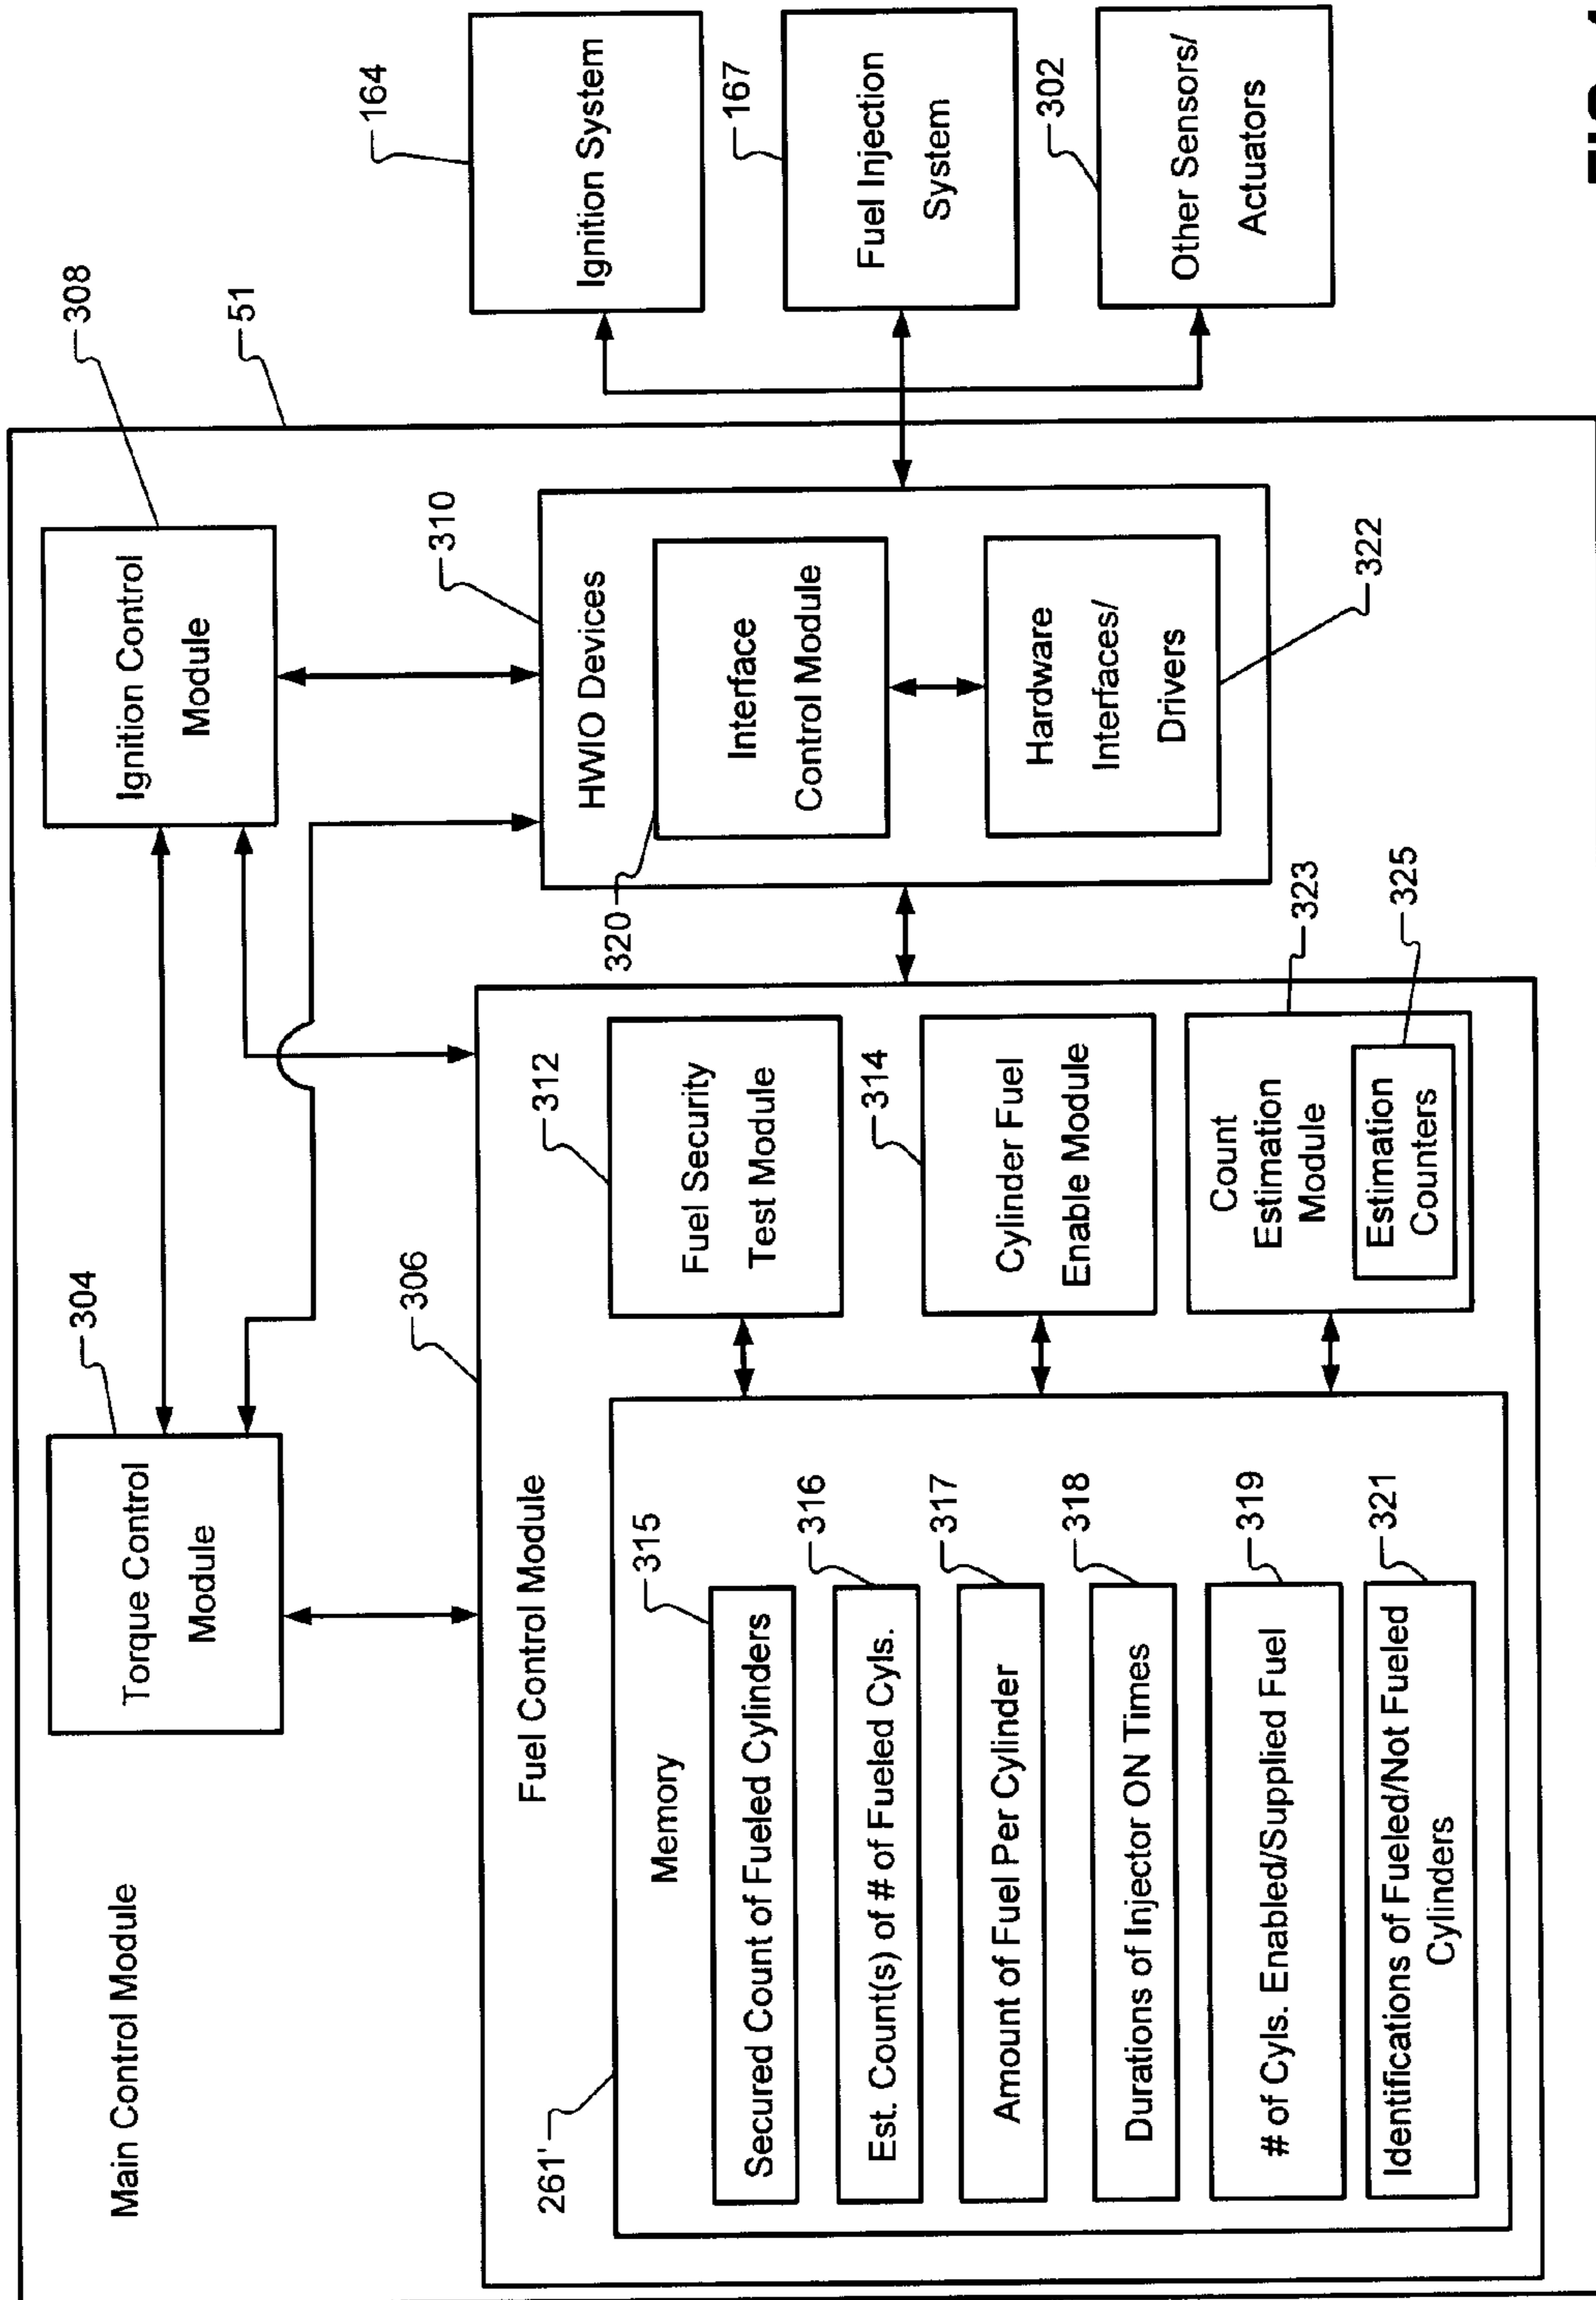 Main Control Module
51
304
Torque Control
Module
308
Ignition Control
Module
164
Ignition System
306
Fuel Control Module
310
HWIO Devices
320
Interface
Control Module
Hardware
Interfaces/
Drivers
322
167
Fuel Injection
System
302
Other Sensors/
Actuators
261'
Memory
315
Secured Count of Fueled Cylinders
316
Est. Count(s) of # of Fueled Cyls.
317
Amount of Fuel Per Cylinder
318
Durations of Injector ON Times
319
# of Cyls. Enabled/Supplied Fuel
321
Identifications of Fueled/Not Fueled
Cylinders
312
Fuel Security
Test Module
314
Cylinder Fuel
Enable Module
323
Count
Estimation
Module
325
Estimation
Counters